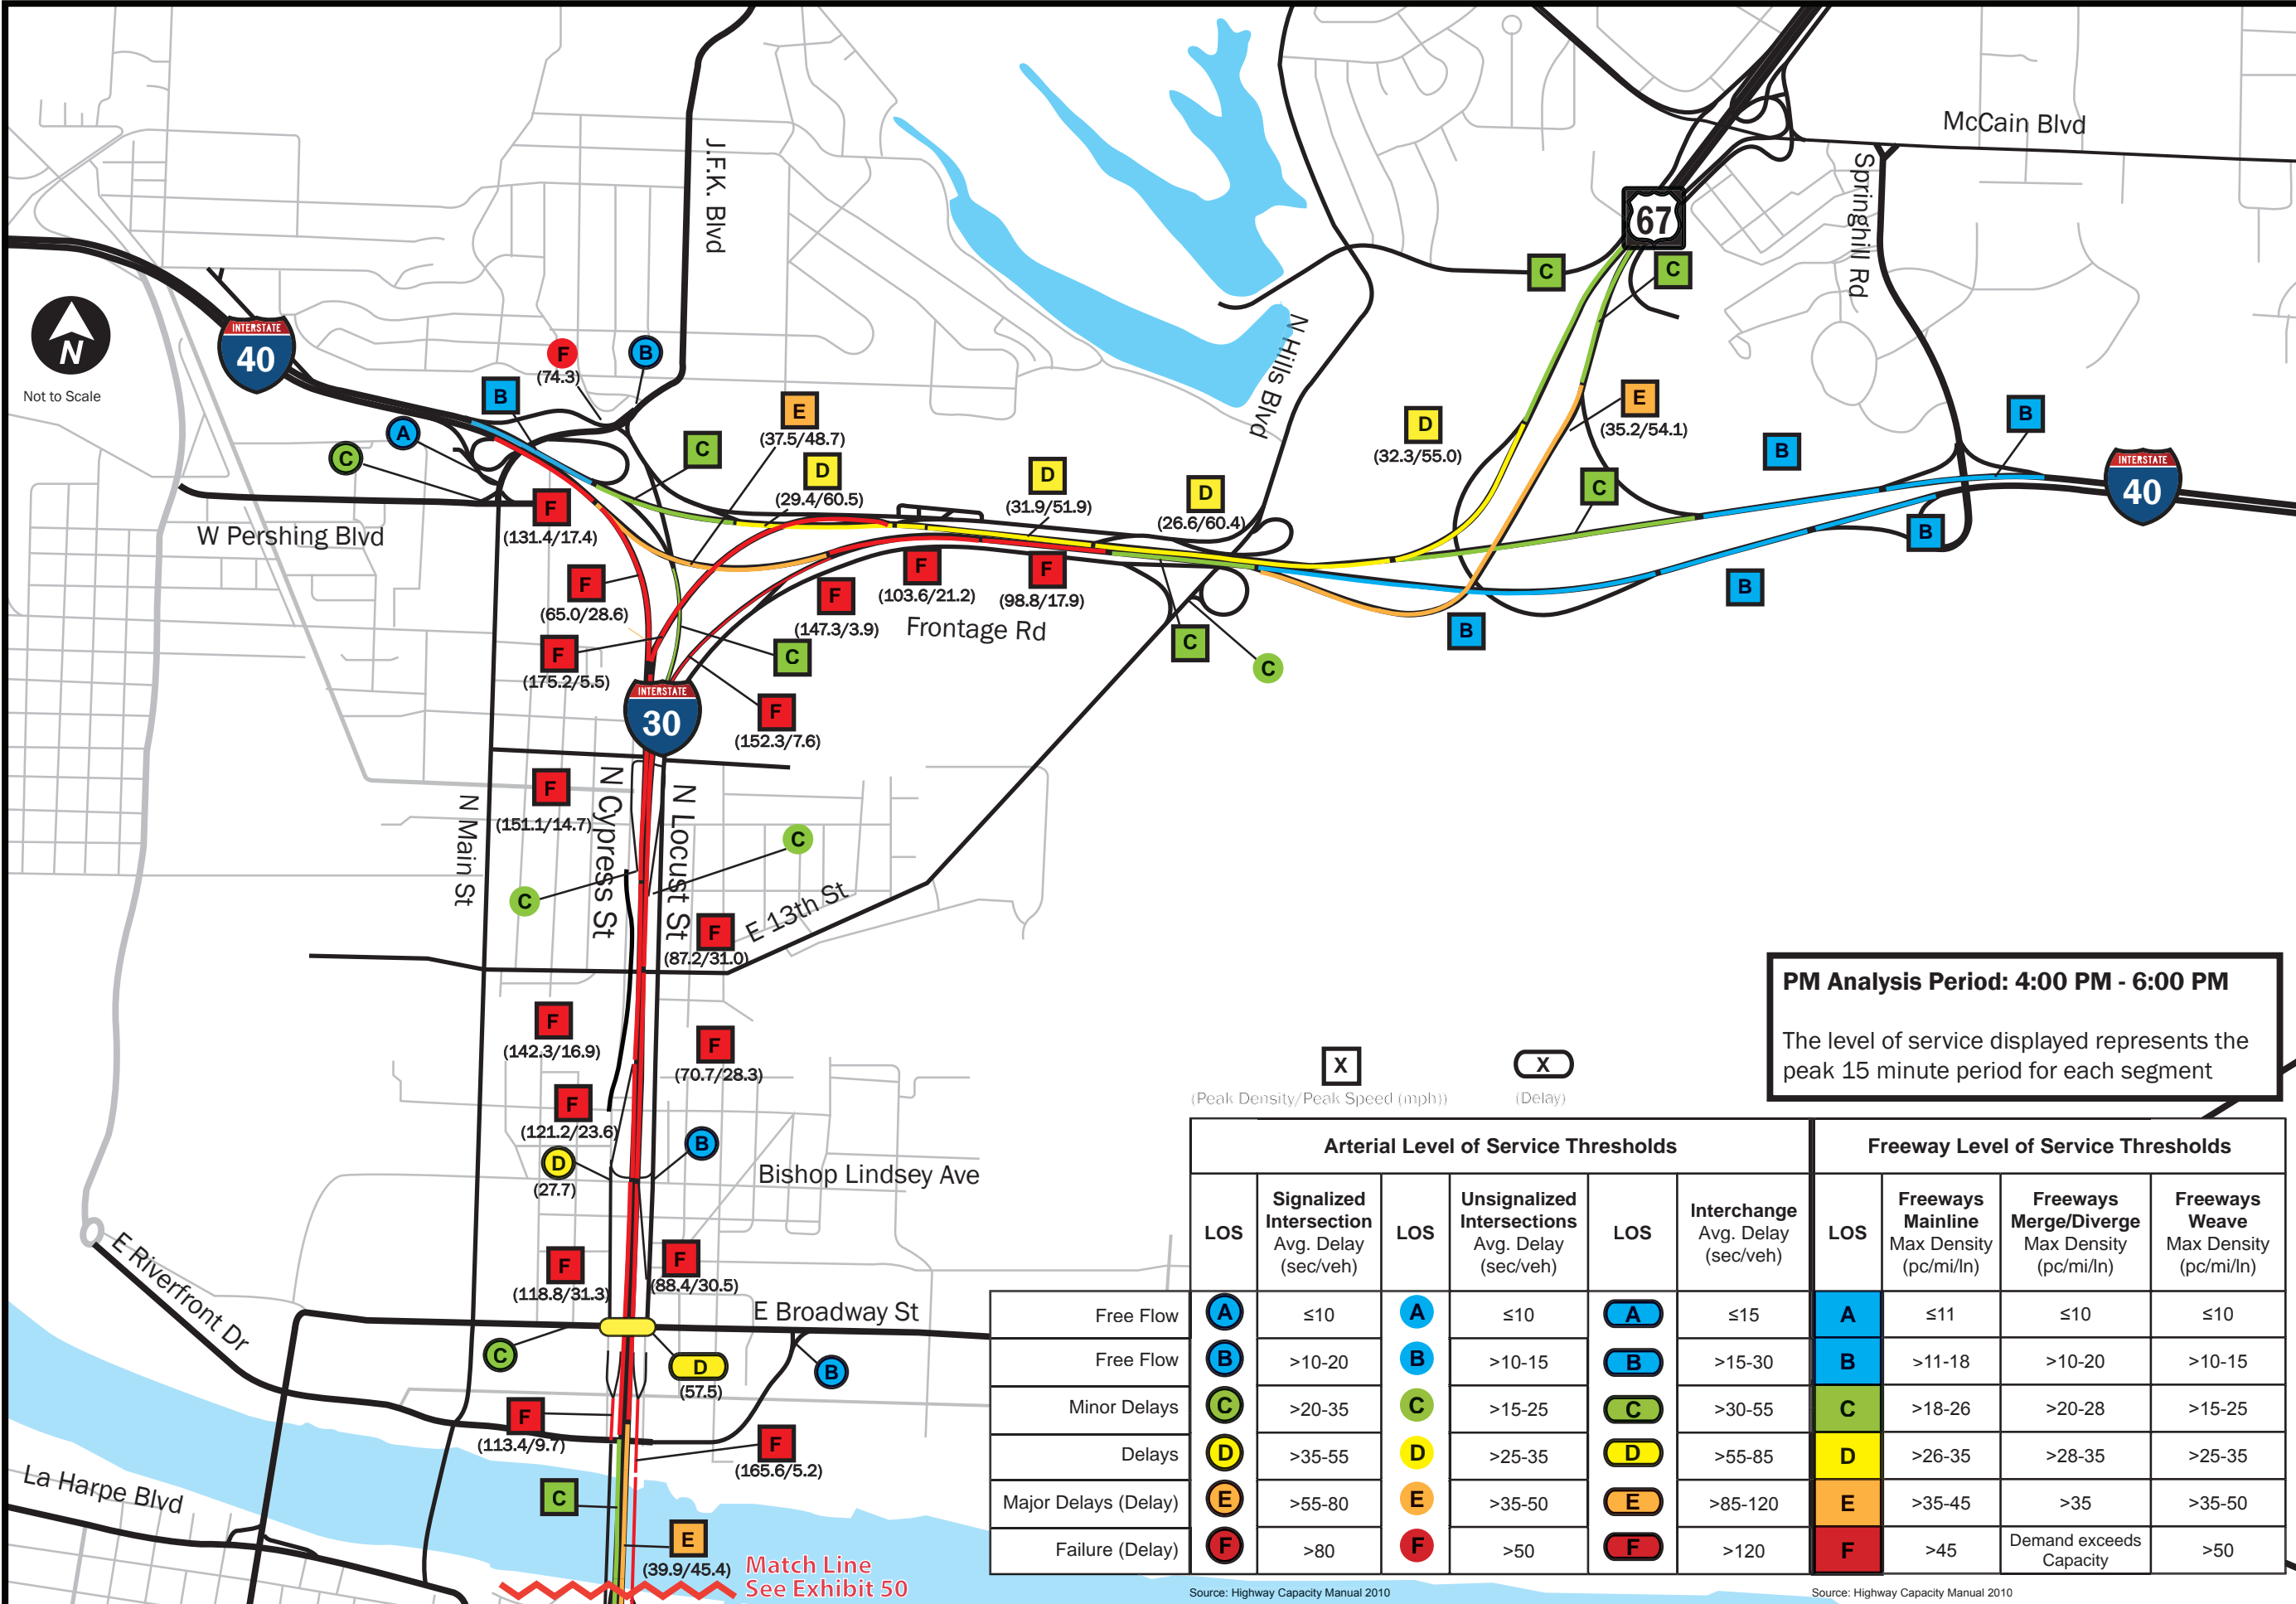 McCain Blvd
J.F.K. Blvd
Springhill Rd
67
C
C
N Hills Blvd
INTERSTATE
40
N
Not to Scale
F
(74.3)
B
B
A
C
E
(37.5/48.7)
C
D
(29.4/60.5)
D
(31.9/51.9)
D
(26.6/60.4)
D
(32.3/55.0)
E
(35.2/54.1)
B
B
INTERSTATE
40
C
B
B
B
W Pershing Blvd
F
(131.4/17.4)
F
(65.0/28.6)
F
(175.2/5.5)
F
(147.3/3.9)
F
(103.6/21.2)
F
(98.8/17.9)
Frontage Rd
C
C
C
INTERSTATE
30
F
(152.3/7.6)
F
(151.1/14.7)
N Main St
N Cypress St
N Locust St
C
C
F
(87.2/31.0)
E 13th St
F
(142.3/16.9)
F
(70.7/28.3)
F
(121.2/23.6)
D
(27.7)
B
Bishop Lindsey Ave
F
(118.8/31.3)
F
(88.4/30.5)
E Broadway St
E Riverfront Dr
C
D
(57.5)
B
F
(113.4/9.7)
F
(165.6/5.2)
La Harpe Blvd
C
E
(39.9/45.4)
Match Line
See Exhibit 50
PM Analysis Period: 4:00 PM - 6:00 PM
The level of service displayed represents the
peak 15 minute period for each segment
X
(Peak Density/Peak Speed (mph))
X
(Delay)
Arterial Level of Service Thresholds
Freeway Level of Service Thresholds
LOS
Signalized
Intersection
Avg. Delay
(sec/veh)
LOS
Unsignalized
Intersections
Avg. Delay
(sec/veh)
LOS
Interchange
Avg. Delay
(sec/veh)
LOS
Freeways
Mainline
Max Density
(pc/mi/ln)
Freeways
Merge/Diverge
Max Density
(pc/mi/ln)
Freeways
Weave
Max Density
(pc/mi/ln)
Free Flow A ≤10 A ≤10 A ≤15 A ≤11 ≤10 ≤10
Free Flow B >10-20 B >10-15 B >15-30 B >11-18 >10-20 >10-15
Minor Delays C >20-35 C >15-25 C >30-55 C >18-26 >20-28 >15-25
Delays D >35-55 D >25-35 D >55-85 D >26-35 >28-35 >25-35
Major Delays (Delay) E >55-80 E >35-50 E >85-120 E >35-45 >35 >35-50
Failure (Delay) F >80 F >50 F >120 F >45 Demand exceeds Capacity >50
Source: Highway Capacity Manual 2010
Source: Highway Capacity Manual 2010